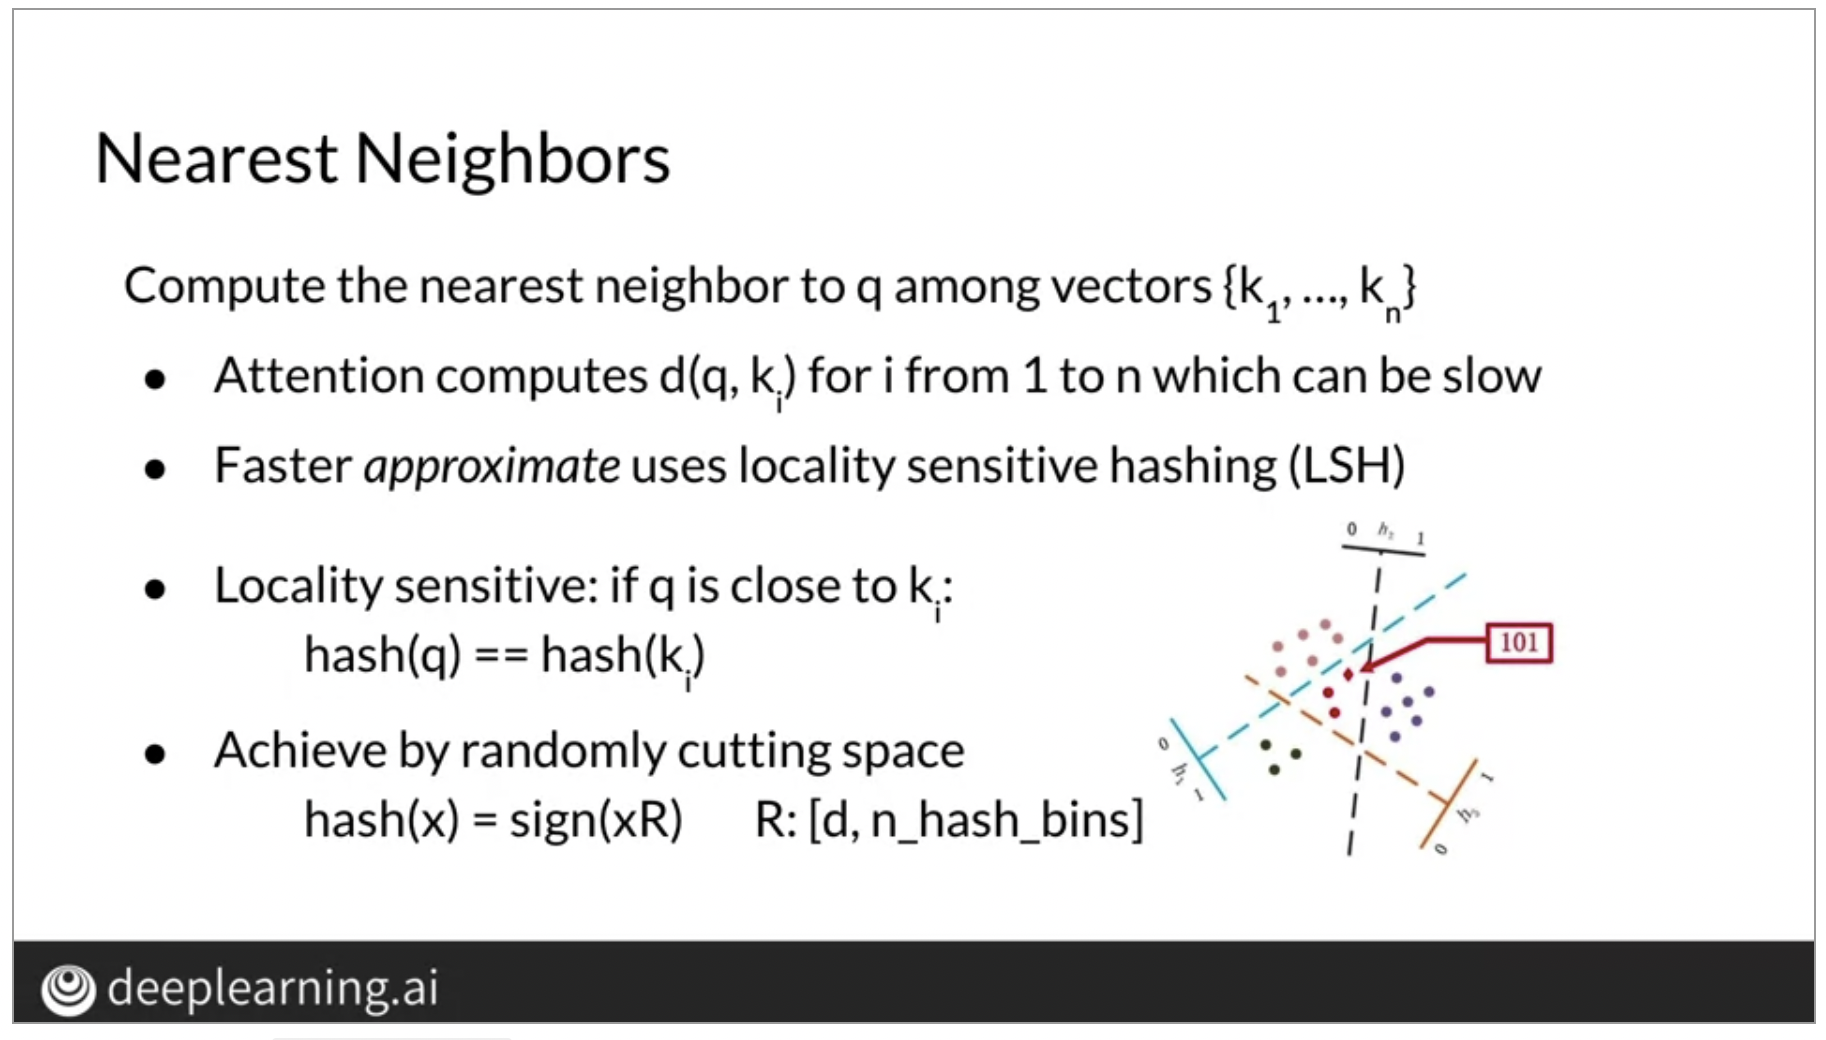 Nearest Neighbors
Compute the nearest neighbor to q among vectors {k1, ..., kn}
● Attention computes d(q, ki) for i from 1 to n which can be slow
● Faster approximate uses locality sensitive hashing (LSH)
● Locality sensitive: if q is close to ki:
hash(q) == hash(ki)
● Achieve by randomly cutting space
hash(x) = sign(xR) R: [d, n_hash_bins]
0 h2 1
101
0 h1 1
1 h3 0
deeplearning.ai